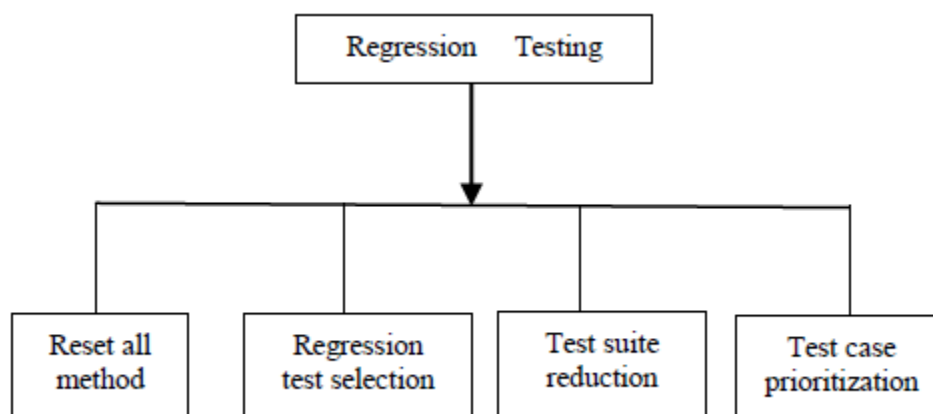 Regression Testing
Reset all
method
Regression
test selection
Test suite
reduction
Test case
prioritization